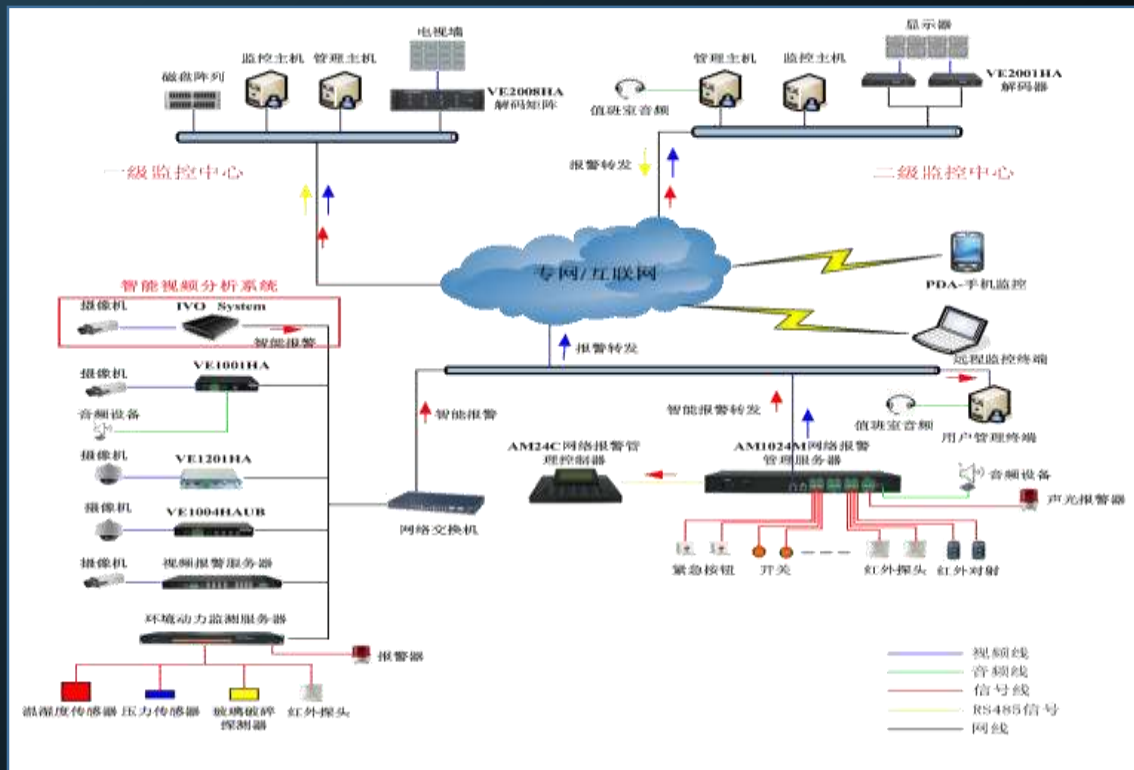 电视墙
监控主机
管理主机
磁盘阵列
VE2008HA
解码矩阵
一级监控中心
显示器
管理主机
监控主机
VE2001HA
解码器
值班室音频
报警转发
二级监控中心
专网/互联网
PDA-手机监控
远程监控终端
智能视频分析系统
摄像机
IVO System
智能报警
报警转发
摄像机
VE1001HA
音频设备
智能报警
智能报警转发
值班室音频
用户管理终端
摄像机
VE1201HA
AM24C网络报警管
理控制器
AM1024M网络报警
管理服务器
音频设备
声光报警器
摄像机
VE1004HAUB
网络交换机
紧急按钮
开关
红外探头
红外对射
摄像机
视频报警服务器
环境动力监测服务器
报警器
温湿度传感器
压力传感器
玻璃破碎
探测器
红外探头
视频线
音频线
信号线
RS485信号
网线